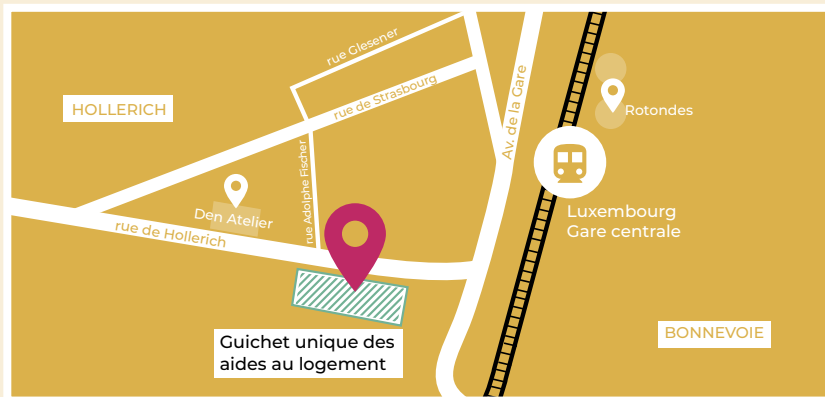 rue Glesener
Av. de la Gare
rue de Strasbourg
HOLLERICH
Rotondes
rue Adolphe Fischer
Den Atelier
rue de Hollerich
Luxembourg
Gare centrale
BONNEVOIE
Guichet unique des
aides au logement